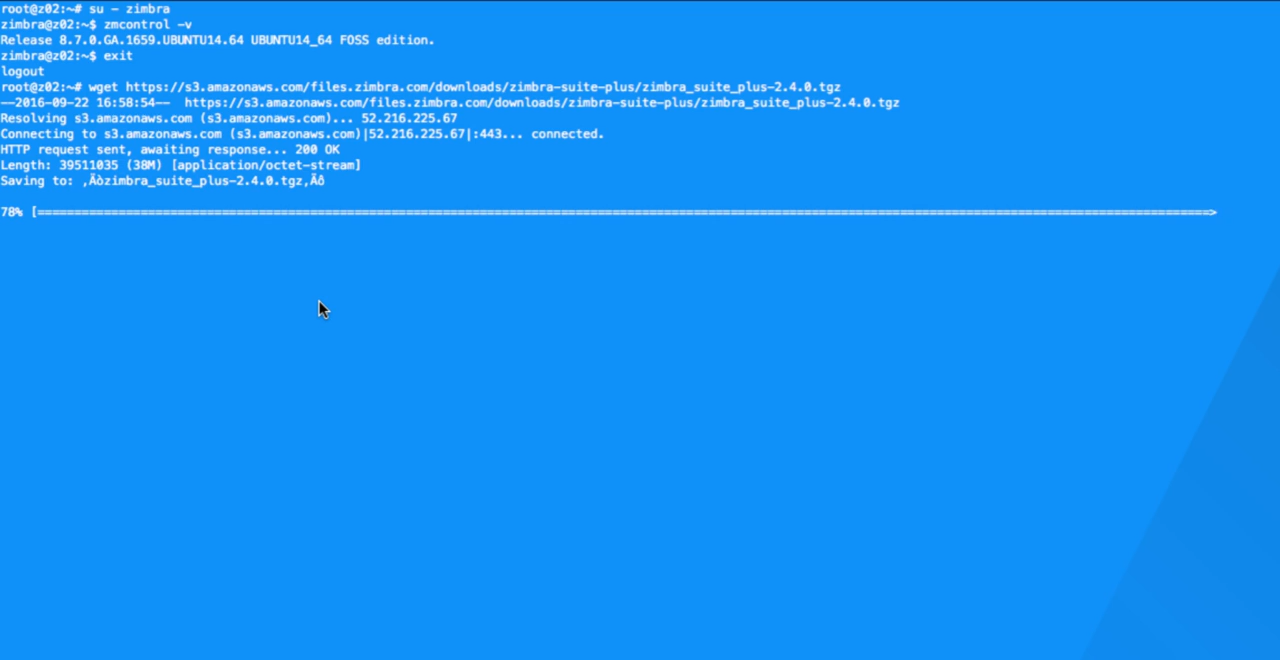 root@z02:~# su - zimbra
zimbra@z02:~$ zmcontrol -v
Release 8.7.0.GA.1659.UBUNTU14.64 UBUNTU14_64 FOSS edition.
zimbra@z02:~$ exit
logout
root@z02:~# wget https://s3.amazonaws.com/files.zimbra.com/downloads/zimbra-suite-plus/zimbra_suite_plus-2.4.0.tgz
--2016-09-22 16:58:54--  https://s3.amazonaws.com/files.zimbra.com/downloads/zimbra-suite-plus/zimbra_suite_plus-2.4.0.tgz
Resolving s3.amazonaws.com (s3.amazonaws.com)... 52.216.225.67
Connecting to s3.amazonaws.com (s3.amazonaws.com)|52.216.225.67|:443... connected.
HTTP request sent, awaiting response... 200 OK
Length: 39511035 (38M) [application/octet-stream]
Saving to: ‚Äòzimbra_suite_plus-2.4.0.tgz‚Äô
78% [==============================================================================================================================================================>